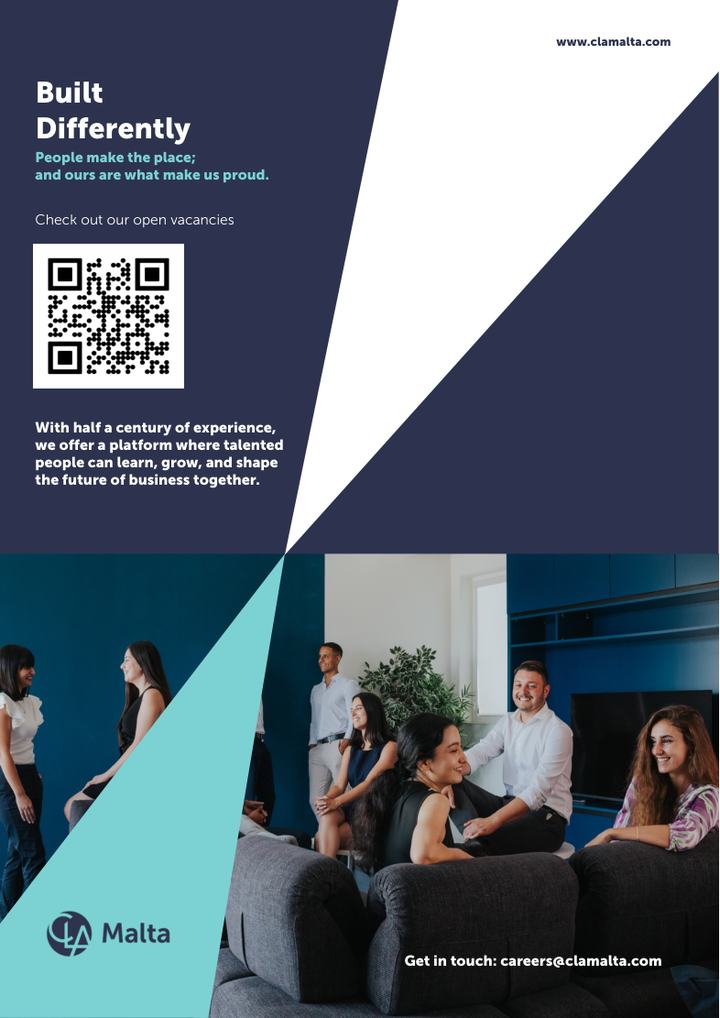 www.clamalta.com
Built
Differently
People make the place;
and ours are what make us proud.
Check out our open vacancies
With half a century of experience,
we offer a platform where talented
people can learn, grow, and shape
the future of business together.
CLA Malta
Get in touch: careers@clamalta.com